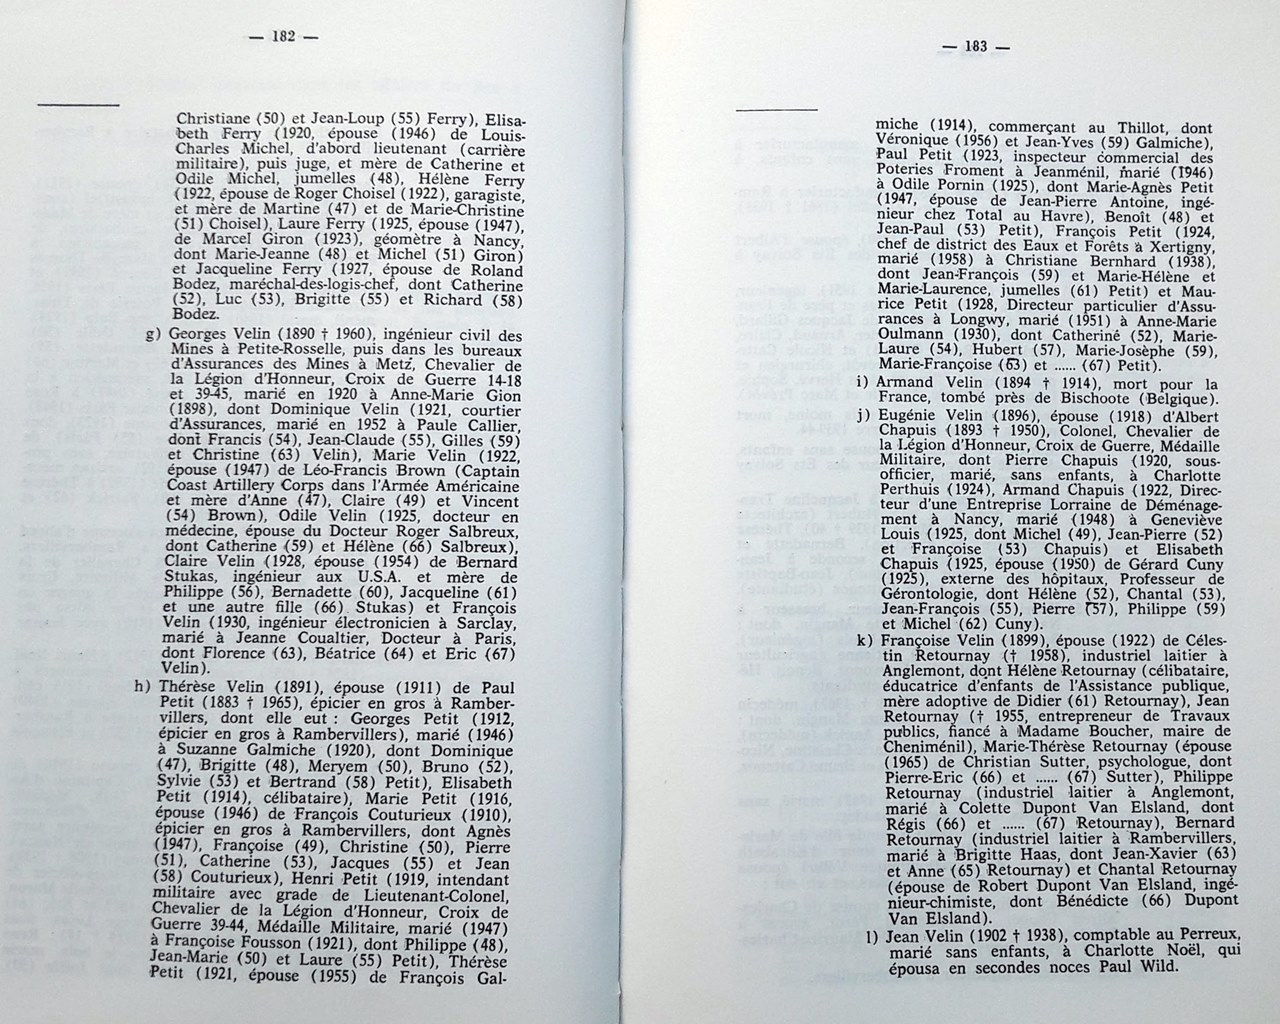 — 182 —
Christiane (50) et Jean-Loup (55) Ferry), Elisa-
beth Ferry (1920, épouse (1946) de Louis-
Charles Michel, d'abord lieutenant (carrière
militaire), puis juge, et mère de Catherine et
Odile Michel, jumelles (48), Hélène Ferry
(1922, épouse de Roger Choisel (1922), garagiste,
et mère de Martine (47) et de Marie-Christine
(51) Choisel), Laure Ferry (1925, épouse (1947),
de Marcel Giron (1923), géomètre à Nancy,
dont Marie-Jeanne (48) et Michel (51) Giron)
et Jacqueline Ferry (1927, épouse de Roland
Bodez, maréchal-des-logis-chef, dont Catherine
(52), Luc (53), Brigitte (55) et Richard (58)
Bodez.
g) Georges Velin (1890 † 1960), ingénieur civil des
Mines à Petite-Rosselle, puis dans les bureaux
d'Assurances des Mines à Metz, Chevalier de
la Légion d'Honneur, Croix de Guerre 14-18
et 39-45, marié en 1920 à Anne-Marie Gion
(1898), dont Dominique Velin (1921, courtier
d'Assurances, marié en 1952 à Paule Callier,
dont Francis (54), Jean-Claude (55), Gilles (59)
et Christine (63) Velin), Marie Velin (1922,
épouse (1947) de Léo-Francis Brown (Captain
Coast Artillery Corps dans l'Armée Américaine
et mère d'Anne (47), Claire (49) et Vincent
(54) Brown), Odile Velin (1925, docteur en
médecine, épouse du Docteur Roger Salbreux,
dont Catherine (59) et Hélène (66) Salbreux),
Claire Velin (1928, épouse (1954) de Bernard
Stukas, ingénieur aux U.S.A. et mère de
Philippe (56), Bernadette (60), Jacqueline (61)
et une autre fille (66) Stukas) et François
Velin (1930, ingénieur électronicien à Sarclay,
marié à Jeanne Coualtier, Docteur à Paris,
dont Florence (63), Béatrice (64) et Eric (67)
Velin).
h) Thérèse Velin (1891), épouse (1911) de Paul
Petit (1883 † 1965), épicier en gros à Ramber-
villers, dont elle eut : Georges Petit (1912,
épicier en gros à Rambervillers), marié (1946)
à Suzanne Galmiche (1920), dont Dominique
(47), Brigitte (48), Meryem (50), Bruno (52),
Sylvie (53) et Bertrand (58) Petit), Elisabeth
Petit (1914), célibataire), Marie Petit (1916,
épouse (1946) de François Couturieux (1910),
épicier en gros à Rambervillers, dont Agnès
(1947), Françoise (49), Christine (50), Pierre
(51), Catherine (53), Jacques (55) et Jean
(58) Couturieux), Henri Petit (1919, intendant
militaire avec grade de Lieutenant-Colonel,
Chevalier de la Légion d'Honneur, Croix de
Guerre 39-44, Médaille Militaire, marié (1947)
à Françoise Fousson (1921), dont Philippe (48),
Jean-Marie (50) et Laure (55) Petit), Thérèse
Petit (1921, épouse (1955) de François Gal-
— 183 —
miche (1914), commerçant au Thillot, dont
Véronique (1956) et Jean-Yves (59) Galmiche),
Paul Petit (1923, inspecteur commercial des
Poteries Froment à Jeanménil, marié (1946)
à Odile Pornin (1925), dont Marie-Agnès Petit
(1947, épouse de Jean-Pierre Antoine, ingé-
nieur chez Total au Havre), Benoît (48) et
Jean-Paul (53) Petit), François Petit (1924,
chef de district des Eaux et Forêts à Xertigny,
marié (1958) à Christiane Bernhard (1938),
dont Jean-François (59) et Marie-Hélène et
Marie-Laurence, jumelles (61) Petit) et Mau-
rice Petit (1928, Directeur particulier d'Assu-
rances à Longwy, marié (1951) à Anne-Marie
Oulmann (1930), dont Catherine (52), Marie-
Laure (54), Hubert (57), Marie-Josèphe (59),
Marie-Françoise (63) et ...... (67) Petit).
i) Armand Velin (1894 † 1914), mort pour la
France, tombé près de Bischoote (Belgique).
j) Eugénie Velin (1896), épouse (1918) d'Albert
Chapuis (1893 † 1950), Colonel, Chevalier de
la Légion d'Honneur, Croix de Guerre, Médaille
Militaire, dont Pierre Chapuis (1920, sous-
officier, marié, sans enfants, à Charlotte
Perthuis (1924), Armand Chapuis (1922, Direc-
teur d'une Entreprise Lorraine de Déménage-
ment à Nancy, marié (1948) à Geneviève
Louis (1925, dont Michel (49), Jean-Pierre (52)
et Françoise (53) Chapuis) et Elisabeth
Chapuis (1925, épouse (1950) de Gérard Cuny
(1925), externe des hôpitaux, Professeur de
Gérontologie, dont Hélène (52), Chantal (53),
Jean-François (55), Pierre (57), Philippe (59)
et Michel (62) Cuny).
k) Françoise Velin (1899), épouse (1922) de Céles-
tin Retournay († 1958), industriel laitier à
Anglemont, dont Hélène Retournay (célibataire,
éducatrice d'enfants de l'Assistance publique,
mère adoptive de Didier (61) Retournay), Jean
Retournay († 1955, entrepreneur de Travaux
publics, fiancé à Madame Boucher, maire de
Cheniménil), Marie-Thérèse Retournay (épouse
(1965) de Christian Sutter, psychologue, dont
Pierre-Eric (66) et ...... (67) Sutter), Philippe
Retournay (industriel laitier à Anglemont,
marié à Colette Dupont Van Elsland, dont
Régis (66) et ...... (67) Retournay), Bernard
Retournay (industriel laitier à Rambervillers,
marié à Brigitte Haas, dont Jean-Xavier (63)
et Anne (65) Retournay) et Chantal Retournay
(épouse de Robert Dupont Van Elsland, ingé-
nieur-chimiste, dont Bénédicte (66) Dupont
Van Elsland).
l) Jean Velin (1902 † 1938), comptable au Perreux,
marié sans enfants, à Charlotte Noël, qui
épousa en secondes noces Paul Wild.